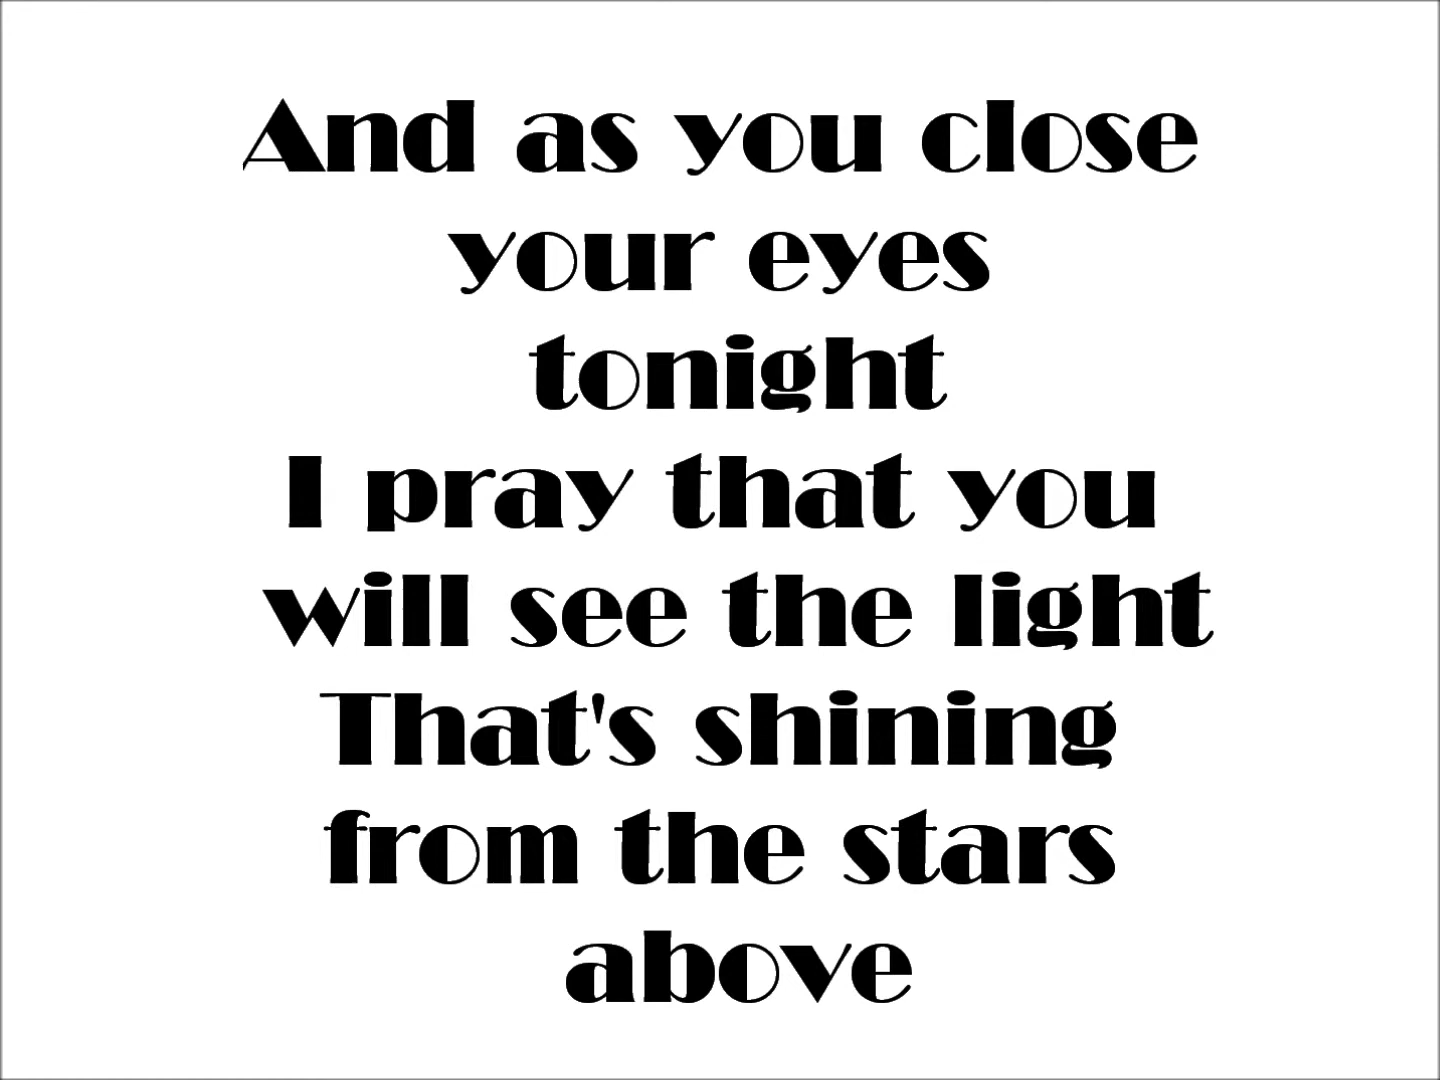 And as you close
your eyes
tonight
I pray that you
will see the light
That's shining
from the stars
above